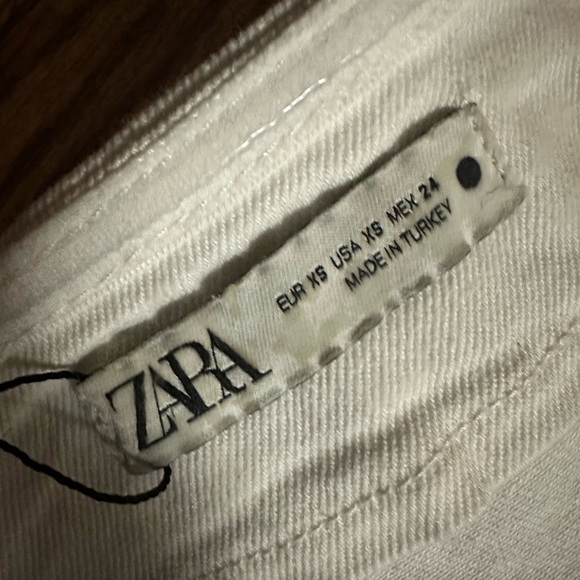 ZARA
EUR XS USA XS MEX 24
MADE IN TURKEY